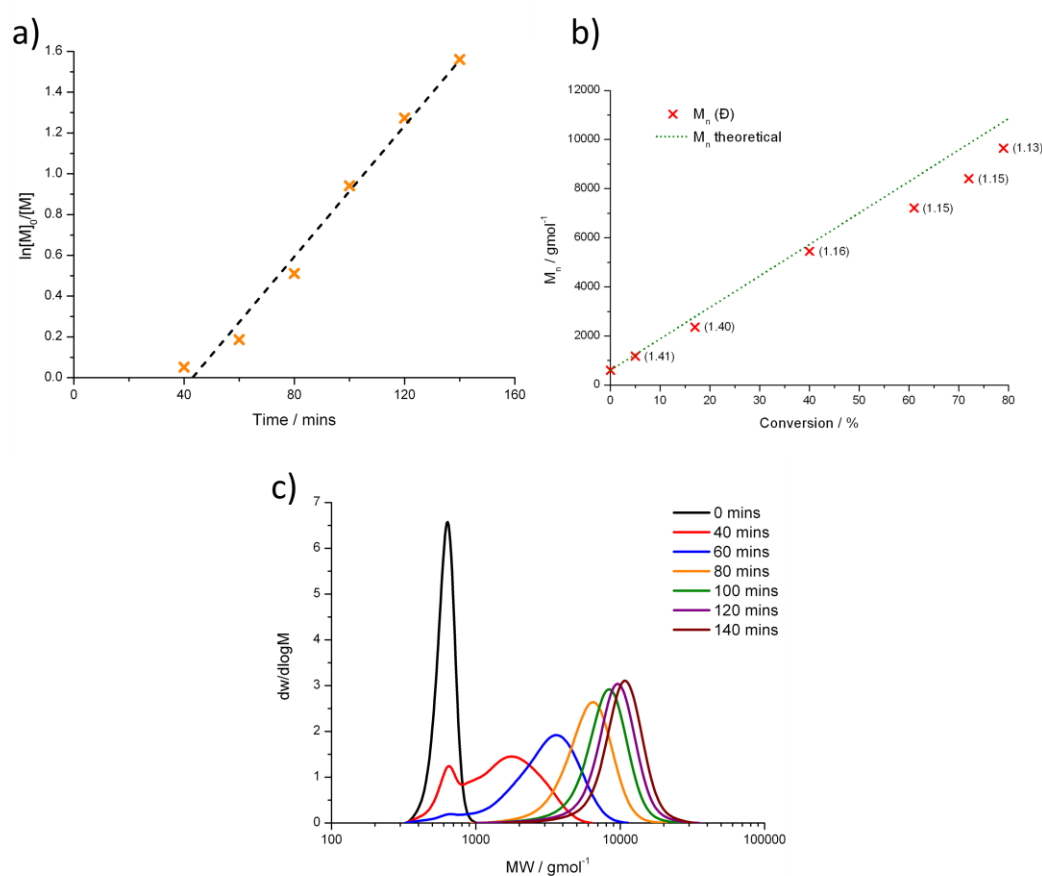 a)
ln[M]₀/[M]
1.6
1.4
1.2
1.0
0.8
0.6
0.4
0.2
0.0
0 40 80 120 160
Time / mins
b)
Mₙ / gmol⁻¹
12000
10000
8000
6000
4000
2000
0
Mₙ (Đ)
Mₙ theoretical
(1.13)
(1.15)
(1.15)
(1.16)
(1.40)
(1.41)
0 10 20 30 40 50 60 70 80
Conversion / %
c)
dw/dlogM
7
6
5
4
3
2
1
0
0 mins
40 mins
60 mins
80 mins
100 mins
120 mins
140 mins
100 1000 10000 100000
MW / gmol⁻¹